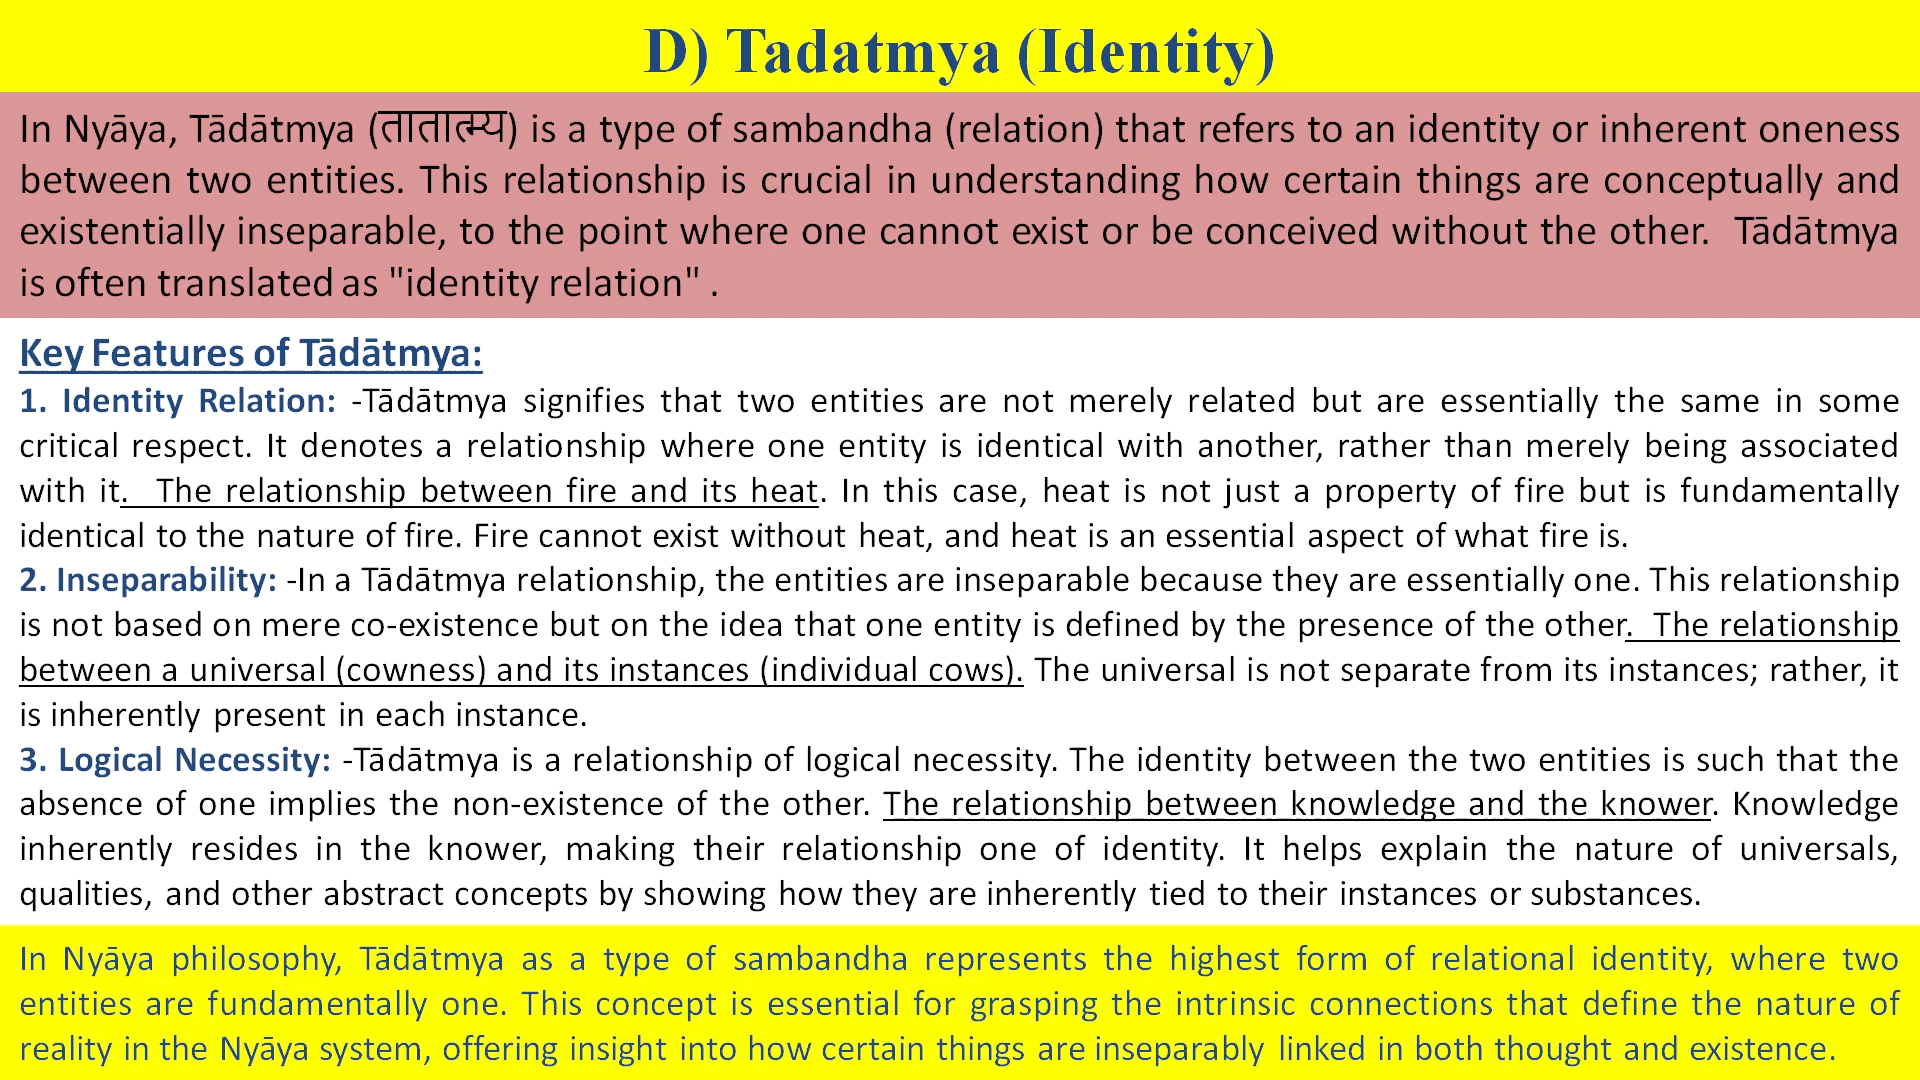 D) Tadatmya (Identity)
In Nyāya, Tādātmya (तातात्म्य) is a type of sambandha (relation) that refers to an identity or inherent oneness
between two entities. This relationship is crucial in understanding how certain things are conceptually and
existentially inseparable, to the point where one cannot exist or be conceived without the other.  Tādātmya
is often translated as "identity relation" .
Key Features of Tādātmya:
1. Identity Relation: -Tādātmya signifies that two entities are not merely related but are essentially the same in some
critical respect. It denotes a relationship where one entity is identical with another, rather than merely being associated
with it.  The relationship between fire and its heat. In this case, heat is not just a property of fire but is fundamentally
identical to the nature of fire. Fire cannot exist without heat, and heat is an essential aspect of what fire is.
2. Inseparability: -In a Tādātmya relationship, the entities are inseparable because they are essentially one. This relationship
is not based on mere co-existence but on the idea that one entity is defined by the presence of the other.  The relationship
between a universal (cowness) and its instances (individual cows). The universal is not separate from its instances; rather, it
is inherently present in each instance.
3. Logical Necessity: -Tādātmya is a relationship of logical necessity. The identity between the two entities is such that the
absence of one implies the non-existence of the other. The relationship between knowledge and the knower. Knowledge
inherently resides in the knower, making their relationship one of identity. It helps explain the nature of universals,
qualities, and other abstract concepts by showing how they are inherently tied to their instances or substances.
In Nyāya philosophy, Tādātmya as a type of sambandha represents the highest form of relational identity, where two
entities are fundamentally one. This concept is essential for grasping the intrinsic connections that define the nature of
reality in the Nyāya system, offering insight into how certain things are inseparably linked in both thought and existence.